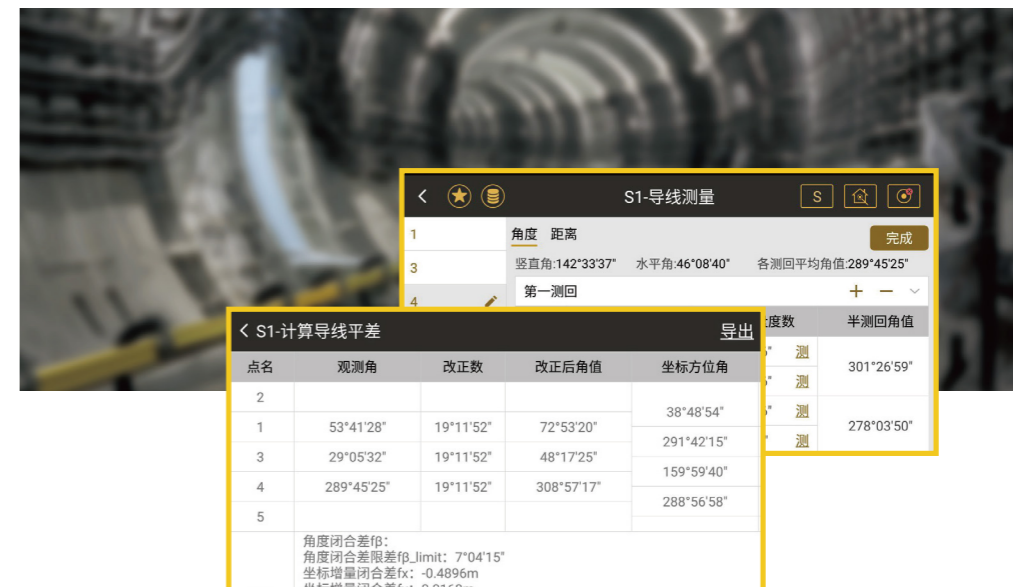 S1-导线测量
S
1
角度 距离
完成
3
竖直角:142°33'37" 水平角:46°08'40" 各测回平均角值:289°45'25"
4
第一测回
度数 半测回角值
测
301°26'59"
测
测
278°03'50"
测
S1-计算导线平差 导出
点名 观测角 改正数 改正后角值 坐标方位角
2
38°48'54"
1 53°41'28" 19°11'52" 72°53'20"
291°42'15"
3 29°05'32" 19°11'52" 48°17'25"
159°59'40"
4 289°45'25" 19°11'52" 308°57'17"
288°56'58"
5
角度闭合差fβ:
角度闭合差限差fβ_limit: 7°04'15"
坐标增量闭合差fx: -0.4896m